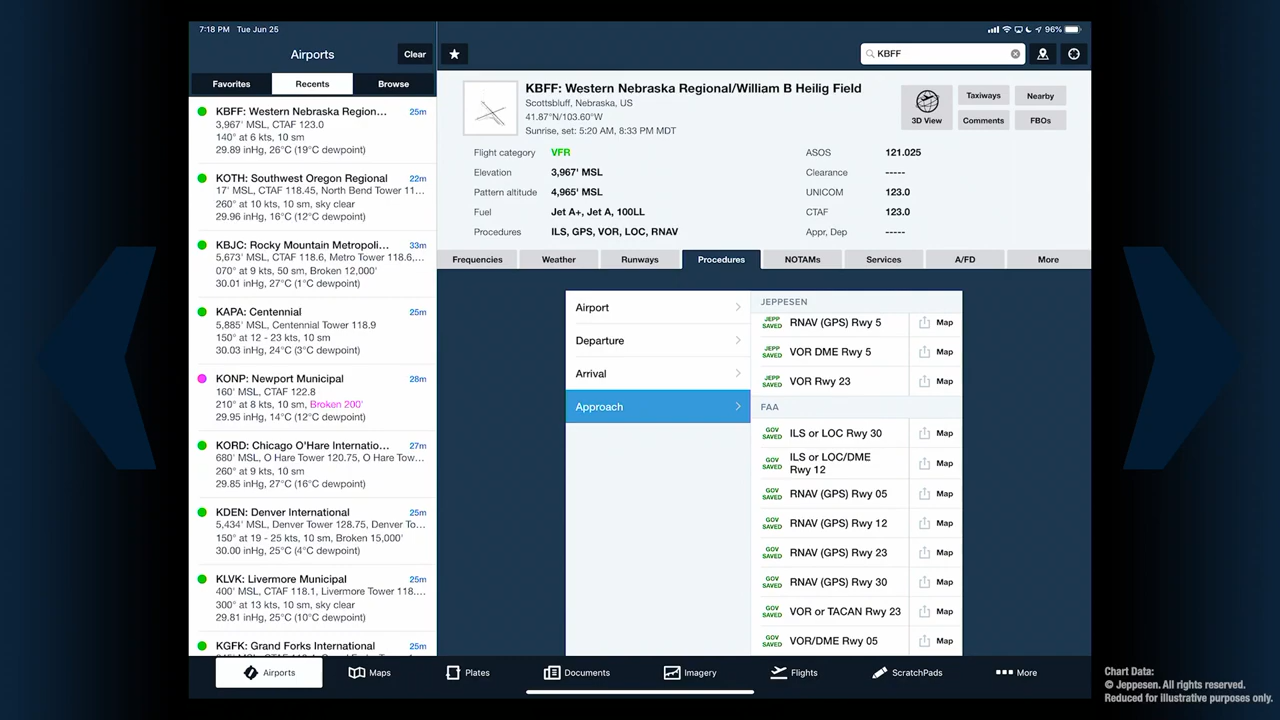 7:18 PM Tue Jun 25
96%
Airports
Clear
Favorites
Recents
Browse
KBFF: Western Nebraska Region…
25m
3,967' MSL, CTAF 123.0
140° at 6 kts, 10 sm
29.89 inHg, 26°C (19°C dewpoint)
KOTH: Southwest Oregon Regional
22m
17' MSL, CTAF 118.45, North Bend Tower 11…
260° at 10 kts, 10 sm, sky clear
29.96 inHg, 16°C (12°C dewpoint)
KBJC: Rocky Mountain Metropoli…
33m
5,673' MSL, CTAF 118.6, Metro Tower 118.6,…
070° at 9 kts, 50 sm, Broken 12,000'
30.01 inHg, 27°C (1°C dewpoint)
KAPA: Centennial
25m
5,885' MSL, Centennial Tower 118.9
150° at 12 - 23 kts, 10 sm
30.03 inHg, 24°C (3°C dewpoint)
KONP: Newport Municipal
28m
160' MSL, CTAF 122.8
210° at 8 kts, 10 sm, Broken 200'
29.95 inHg, 14°C (12°C dewpoint)
KORD: Chicago O'Hare Internatio…
27m
680' MSL, O Hare Tower 120.75, O Hare Tow…
260° at 9 kts, 10 sm
29.85 inHg, 27°C (16°C dewpoint)
KDEN: Denver International
25m
5,434' MSL, Denver Tower 128.75, Denver To…
150° at 19 - 25 kts, 10 sm, Broken 15,000'
30.00 inHg, 25°C (4°C dewpoint)
KLVK: Livermore Municipal
25m
400' MSL, CTAF 118.1, Livermore Tower 118.…
300° at 13 kts, 10 sm, sky clear
29.81 inHg, 25°C (10°C dewpoint)
KGFK: Grand Forks International
25m
KBFF
KBFF: Western Nebraska Regional/William B Heilig Field
Scottsbluff, Nebraska, US
41.87°N/103.60°W
Sunrise, set: 5:20 AM, 8:33 PM MDT
3D View
Taxiways
Nearby
Comments
FBOs
Flight category VFR
Elevation 3,967' MSL
Pattern altitude 4,965' MSL
Fuel Jet A+, Jet A, 100LL
Procedures ILS, GPS, VOR, LOC, RNAV
ASOS 121.025
Clearance -----
UNICOM 123.0
CTAF 123.0
Appr, Dep -----
Frequencies
Weather
Runways
Procedures
NOTAMs
Services
A/FD
More
Airport
Departure
Arrival
Approach
JEPPESEN
JEPP SAVED RNAV (GPS) Rwy 5 Map
JEPP SAVED VOR DME Rwy 5 Map
JEPP SAVED VOR Rwy 23 Map
FAA
GOV SAVED ILS or LOC Rwy 30 Map
GOV SAVED ILS or LOC/DME Rwy 12 Map
GOV SAVED RNAV (GPS) Rwy 05 Map
GOV SAVED RNAV (GPS) Rwy 12 Map
GOV SAVED RNAV (GPS) Rwy 23 Map
GOV SAVED RNAV (GPS) Rwy 30 Map
GOV SAVED VOR or TACAN Rwy 23 Map
GOV SAVED VOR/DME Rwy 05 Map
Airports
Maps
Plates
Documents
Imagery
Flights
ScratchPads
More
Chart Data:
© Jeppesen. All rights reserved.
Reduced for illustrative purposes only.